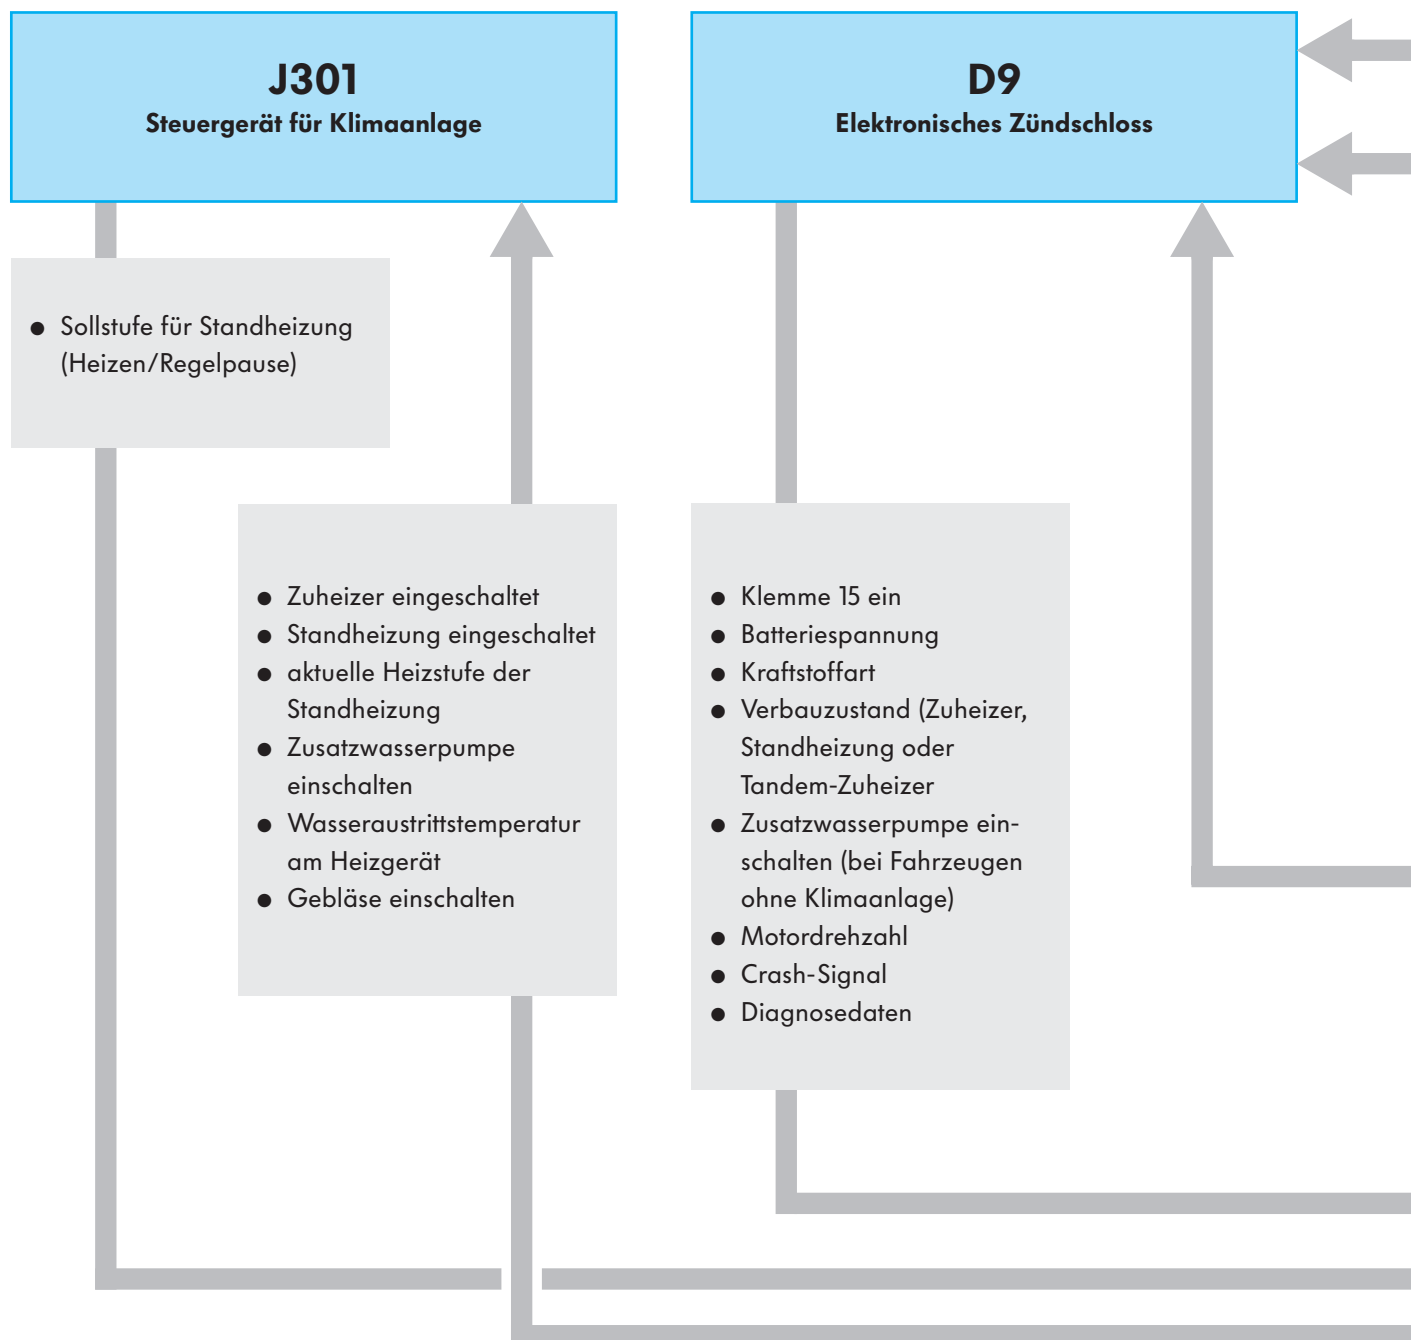 J301
Steuergerät für Klimaanlage
D9
Elektronisches Zündschloss
● Sollstufe für Standheizung
(Heizen/Regelpause)
● Zuheizer eingeschaltet
● Standheizung eingeschaltet
● aktuelle Heizstufe der
Standheizung
● Zusatzwasserpumpe
einschalten
● Wasseraustrittstemperatur
am Heizgerät
● Gebläse einschalten
● Klemme 15 ein
● Batteriespannung
● Kraftstoffart
● Verbauzustand (Zuheizer,
Standheizung oder
Tandem-Zuheizer
● Zusatzwasserpumpe ein-
schalten (bei Fahrzeugen
ohne Klimaanlage)
● Motordrehzahl
● Crash-Signal
● Diagnosedaten